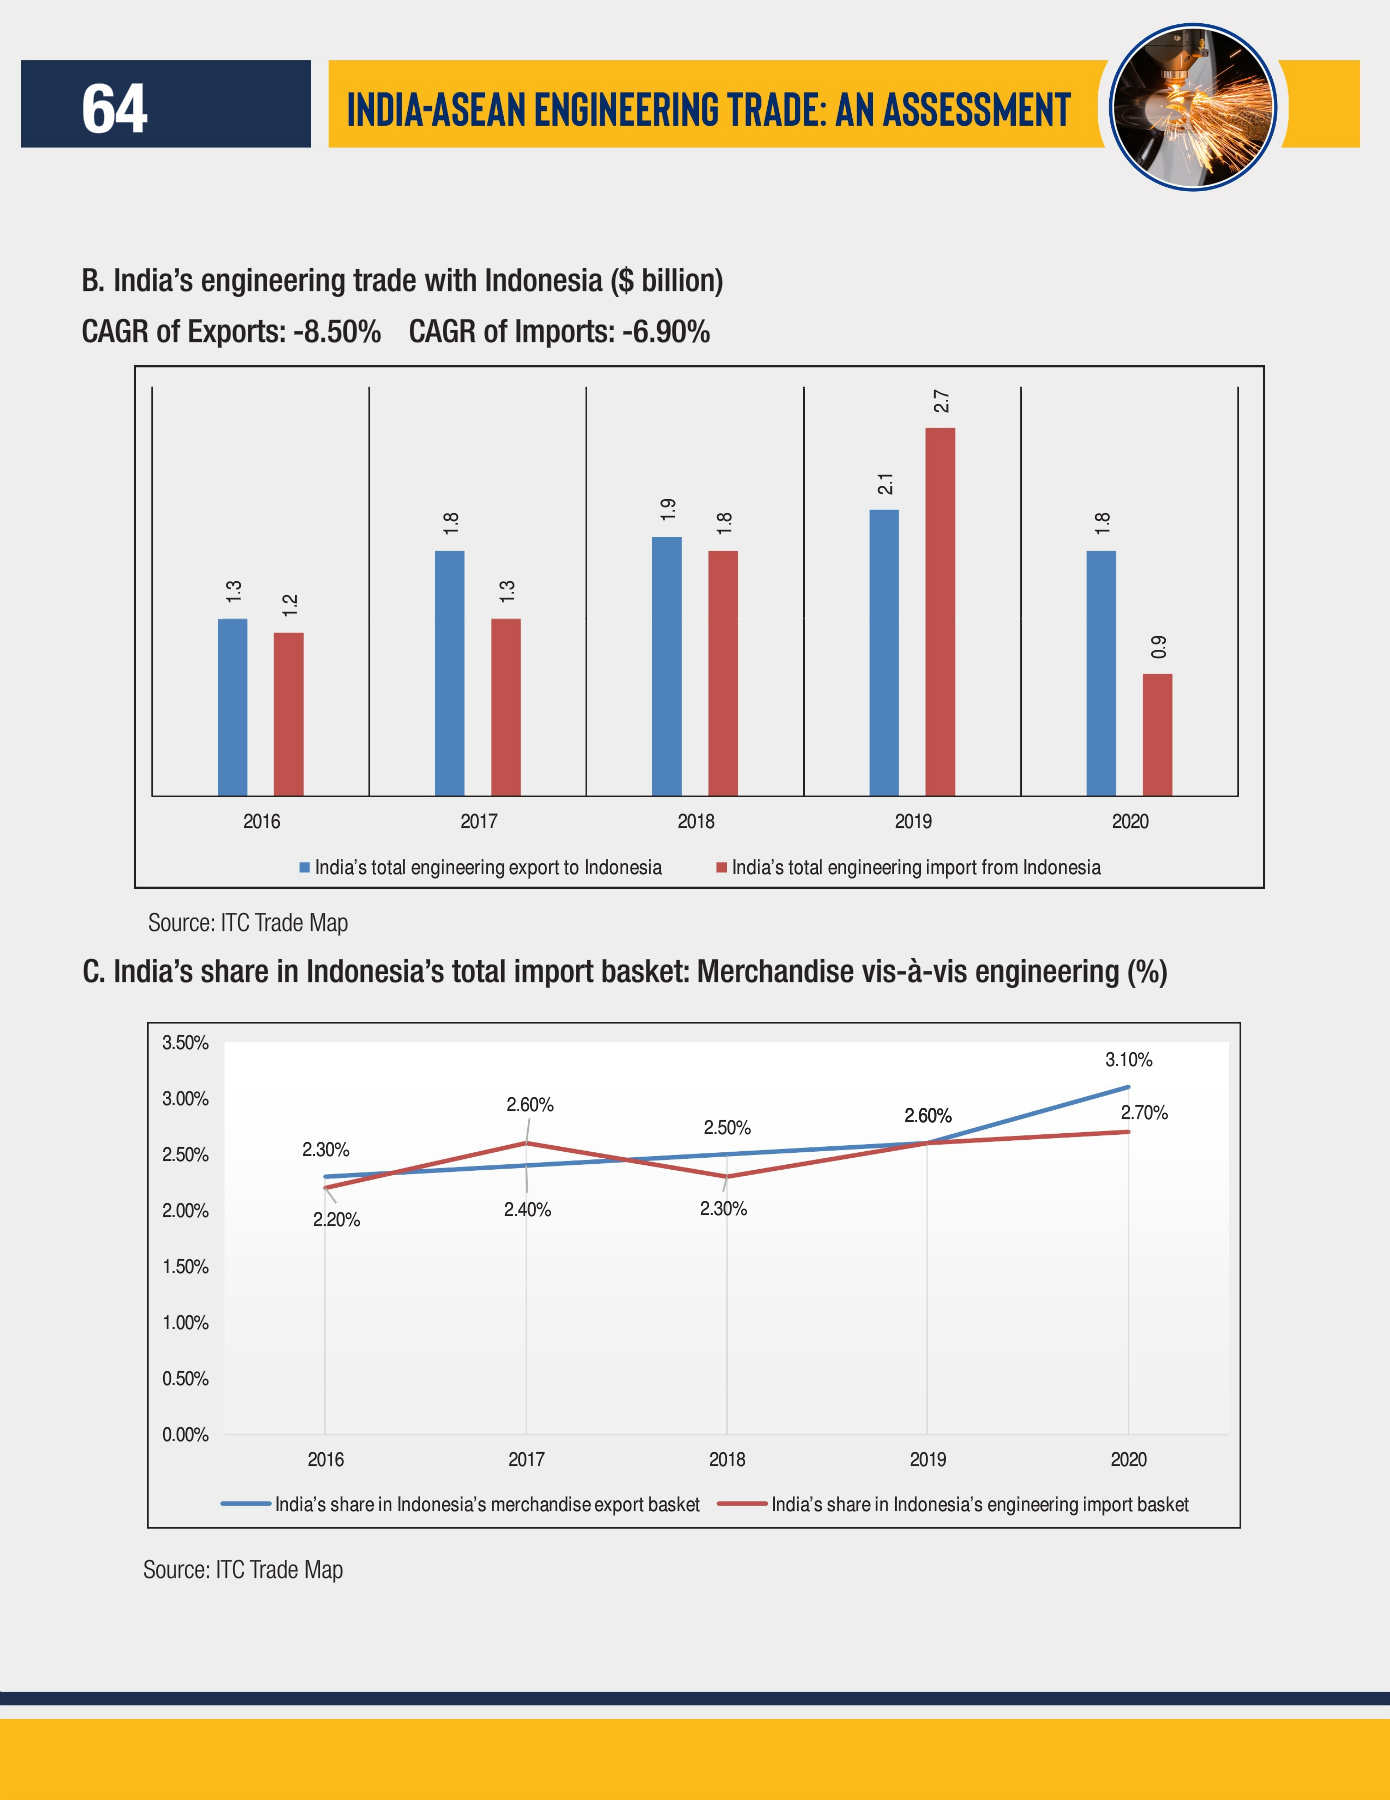 64
INDIA-ASEAN ENGINEERING TRADE: AN ASSESSMENT
B. India’s engineering trade with Indonesia ($ billion)
CAGR of Exports: -8.50% CAGR of Imports: -6.90%
1.3
1.2
1.8
1.3
1.9
1.8
2.1
2.7
1.8
0.9
2016 2017 2018 2019 2020
India’s total engineering export to Indonesia India’s total engineering import from Indonesia
Source: ITC Trade Map
C. India’s share in Indonesia’s total import basket: Merchandise vis-à-vis engineering (%)
3.50%
3.00%
2.50%
2.00%
1.50%
1.00%
0.50%
0.00%
2.30%
2.20%
2.60%
2.40%
2.50%
2.30%
2.60%
3.10%
2.70%
2016 2017 2018 2019 2020
India’s share in Indonesia’s merchandise export basket India’s share in Indonesia’s engineering import basket
Source: ITC Trade Map